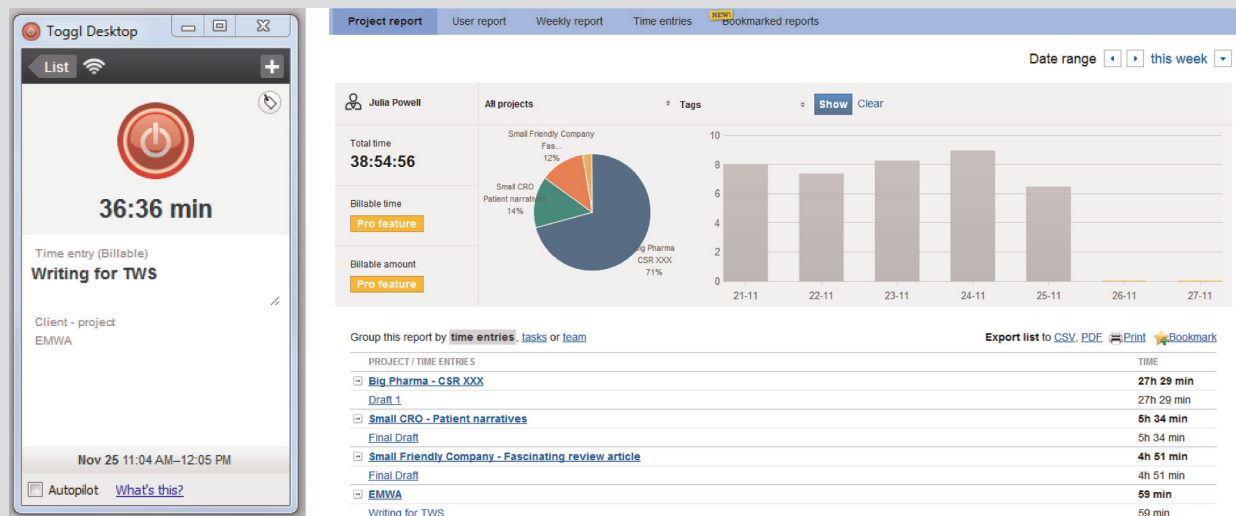 Toggl Desktop
List
36:36 min
Time entry (Billable)
Writing for TWS
Client - project
EMWA
Nov 25 11:04 AM–12:05 PM
Autopilot What's this?
Project report User report Weekly report Time entries NEW! Bookmarked reports
Date range this week
Julia Powell All projects Tags Show Clear
Total time
38:54:56
Billable time
Pro feature
Billable amount
Pro feature
Small Friendly Company
Fas...
12%
Small CRO
Patient narratives
14%
Big Pharma
CSR XXX
71%
10
8
6
4
2
0
21-11 22-11 23-11 24-11 25-11 26-11 27-11
Group this report by time entries, tasks or team Export list to CSV, PDF Print Bookmark
PROJECT / TIME ENTRIES TIME
Big Pharma - CSR XXX 27h 29 min
Draft 1 27h 29 min
Small CRO - Patient narratives 5h 34 min
Final Draft 5h 34 min
Small Friendly Company - Fascinating review article 4h 51 min
Final Draft 4h 51 min
EMWA 59 min
Writing for TWS 59 min